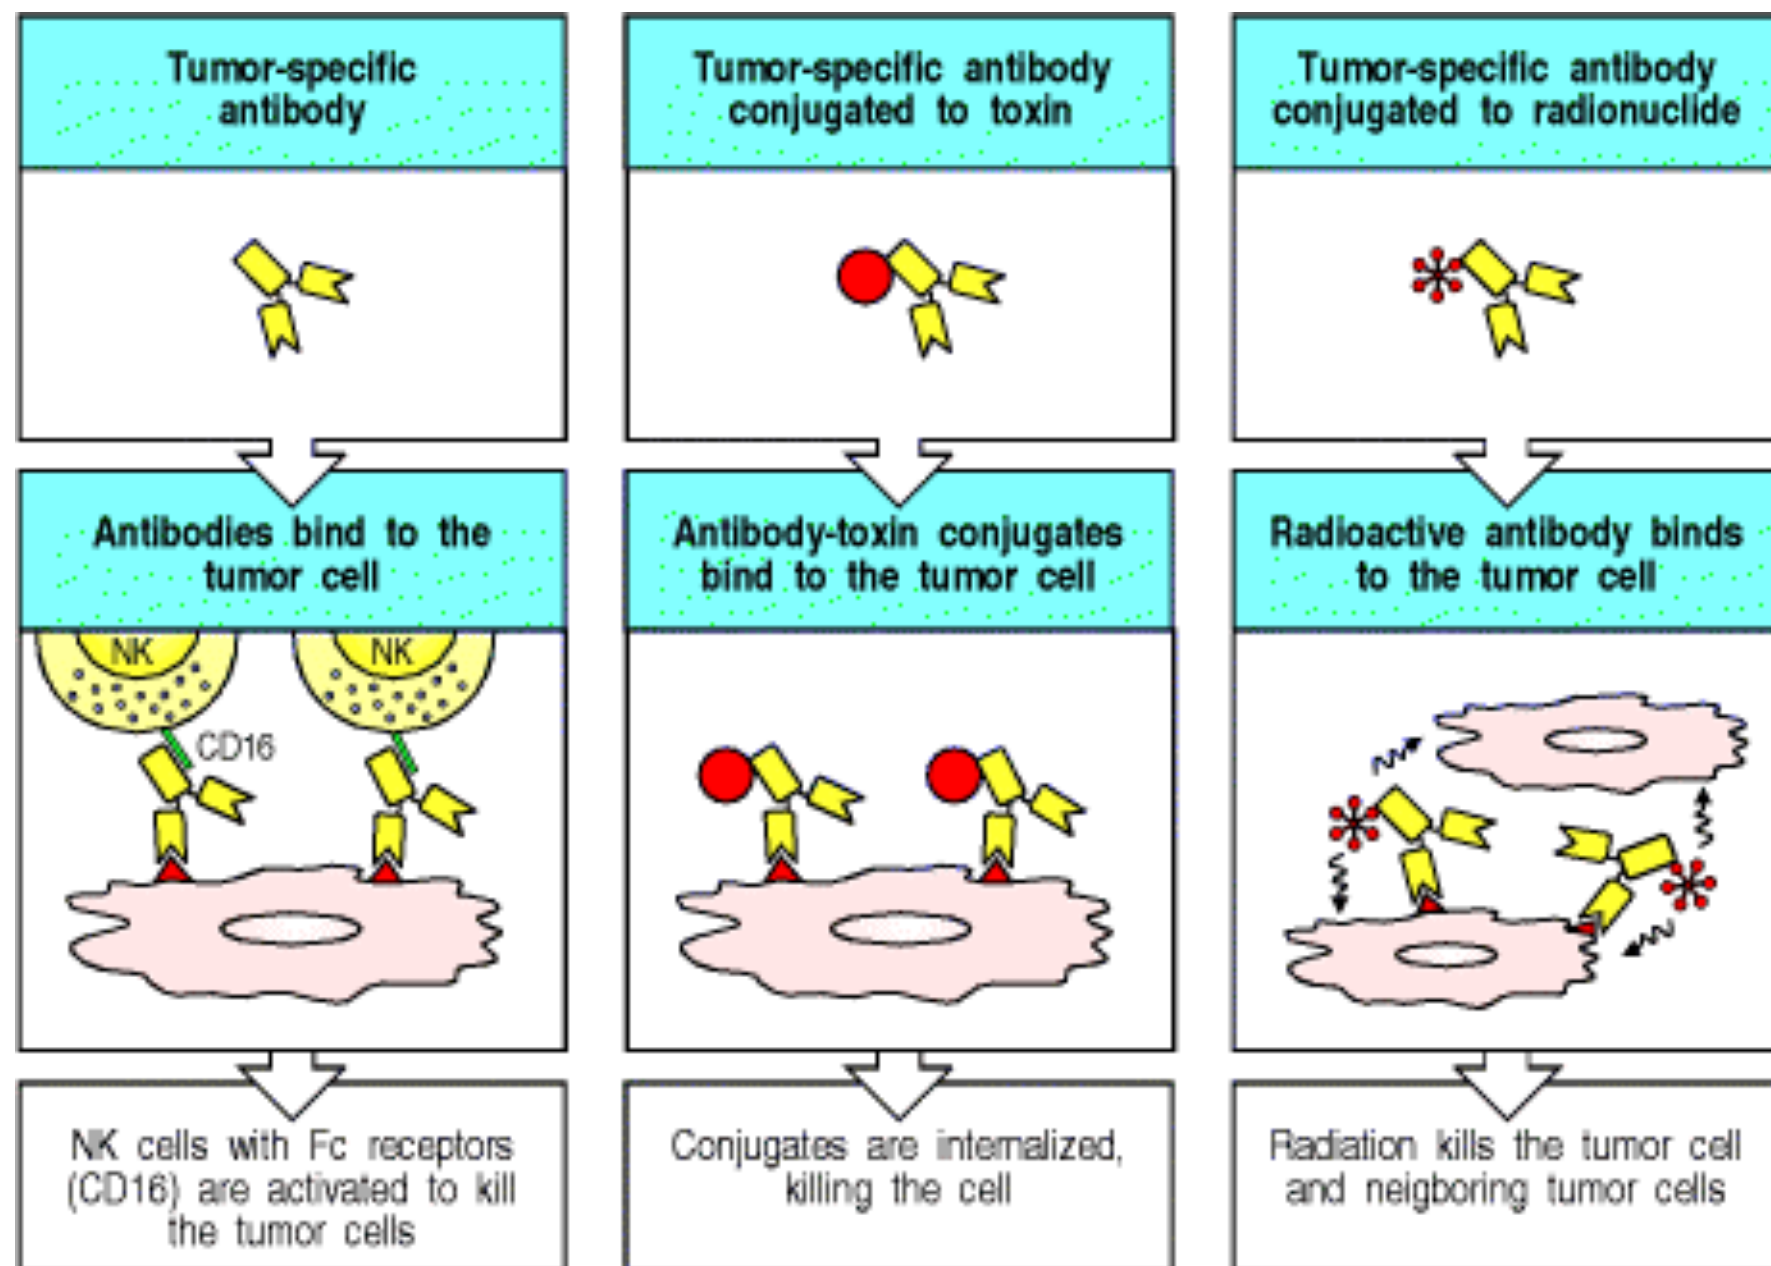 Tumor-specific
antibody
Tumor-specific antibody
conjugated to toxin
Tumor-specific antibody
conjugated to radionuclide
Antibodies bind to the
tumor cell
Antibody-toxin conjugates
bind to the tumor cell
Radioactive antibody binds
to the tumor cell
NK
NK
CD16
NK cells with Fc receptors
(CD16) are activated to kill
the tumor cells
Conjugates are internalized,
killing the cell
Radiation kills the tumor cell
and neigboring tumor cells